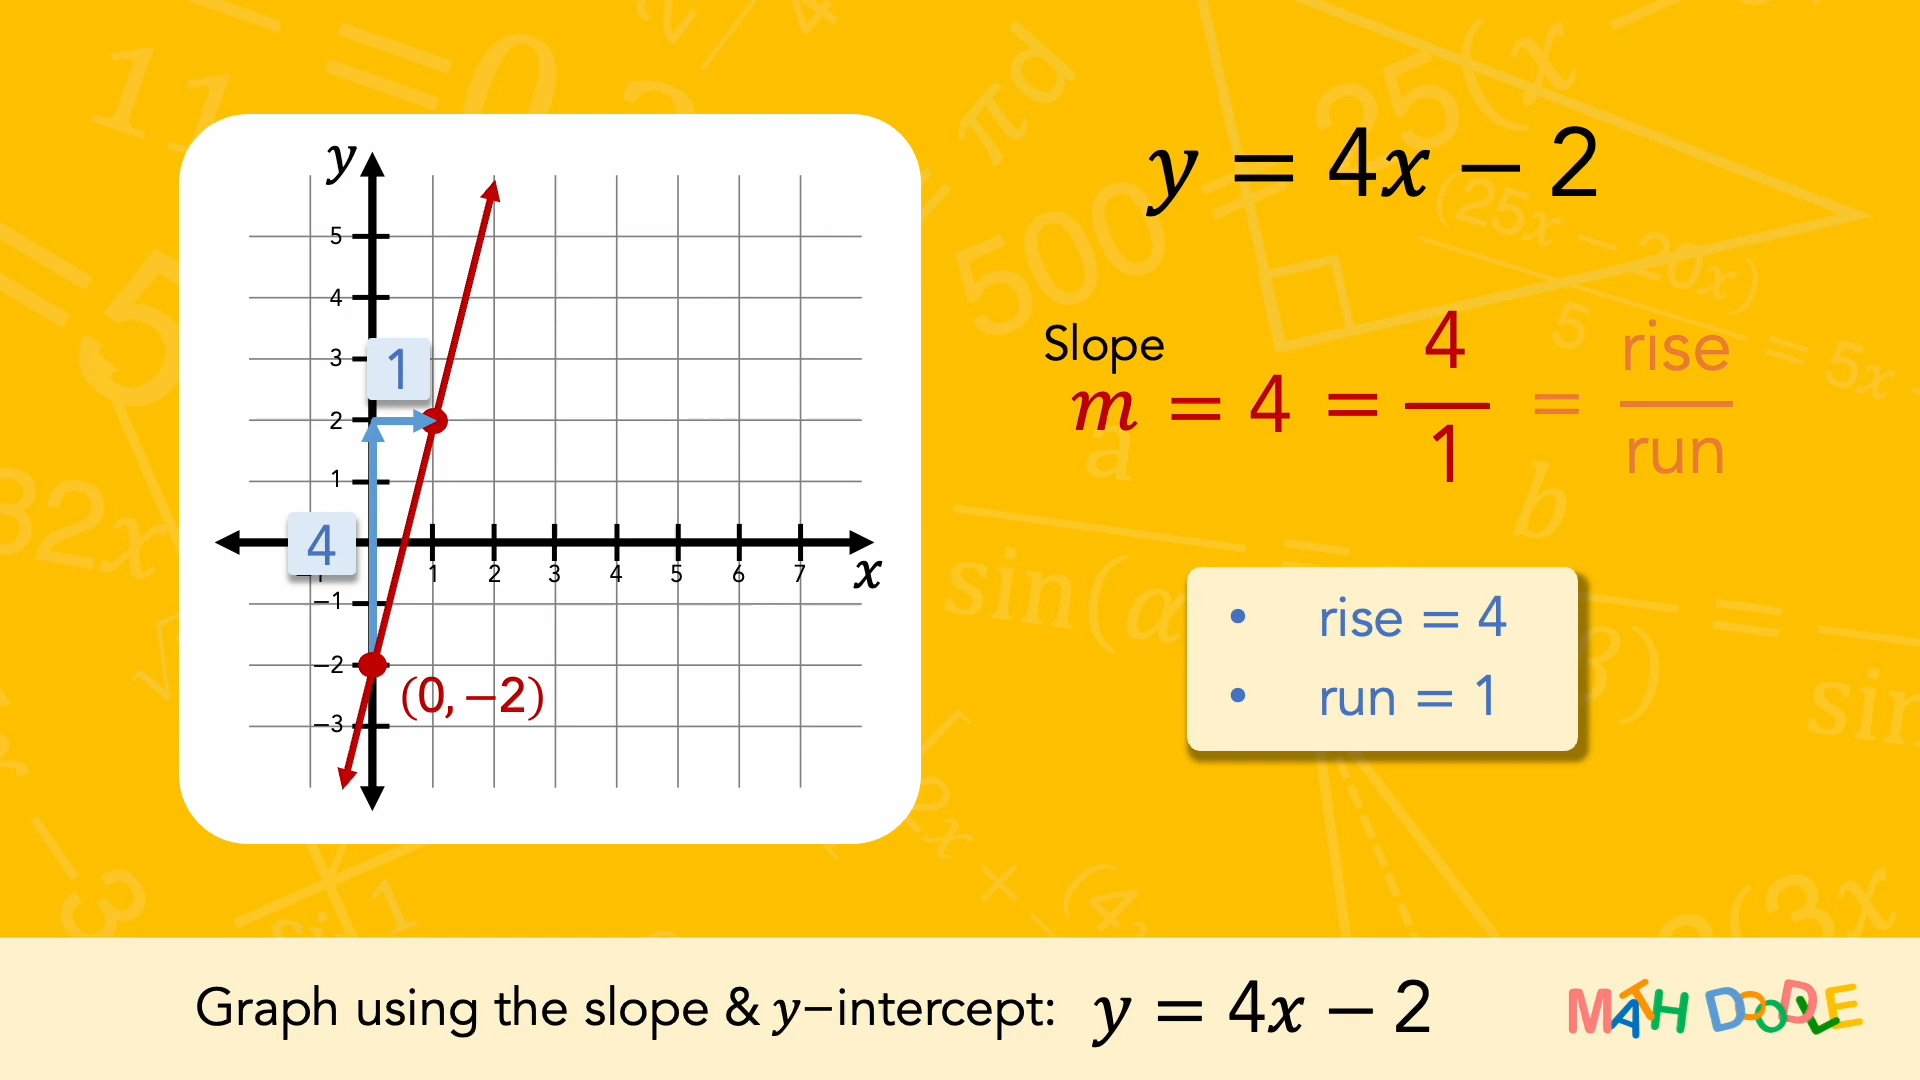 y = 4x − 2
y
5
4
3
2
1
−1
−2
−3
1
4
1 2 3 4 5 6 7
x
(0, −2)
Slope
m = 4 = 4/1 = rise/run
• rise = 4
• run = 1
Graph using the slope & y−intercept: y = 4x − 2
MATH DOODLE